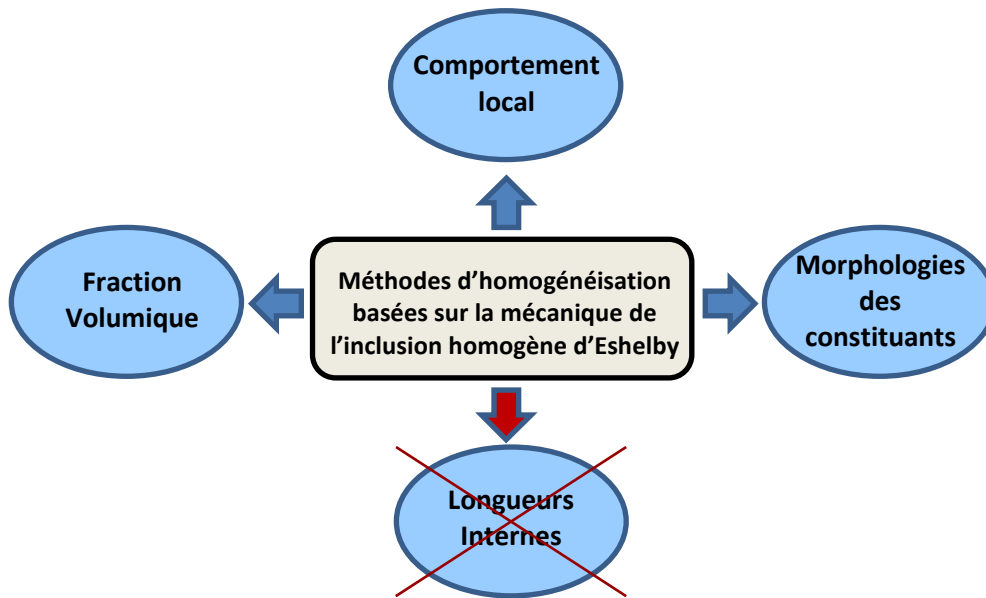 Comportement
local
Fraction
Volumique
Méthodes d’homogénéisation
basées sur la mécanique de
l’inclusion homogène d’Eshelby
Morphologies
des
constituants
Longueurs
Internes